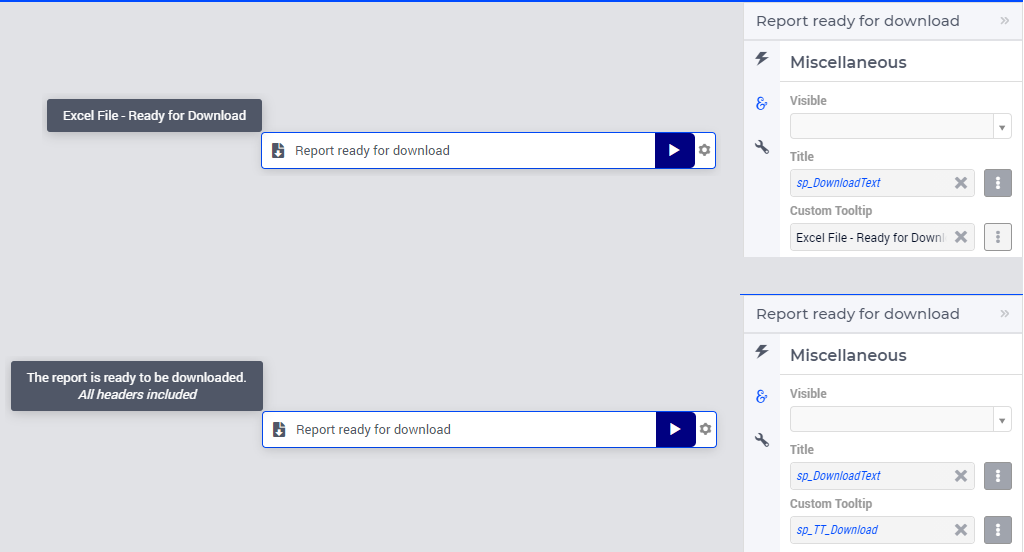 Report ready for download
Miscellaneous
Visible
Excel File - Ready for Download
Report ready for download
Title
sp_DownloadText
Custom Tooltip
Excel File - Ready for Downl
Report ready for download
Miscellaneous
The report is ready to be downloaded.
All headers included
Visible
Report ready for download
Title
sp_DownloadText
Custom Tooltip
sp_TT_Download